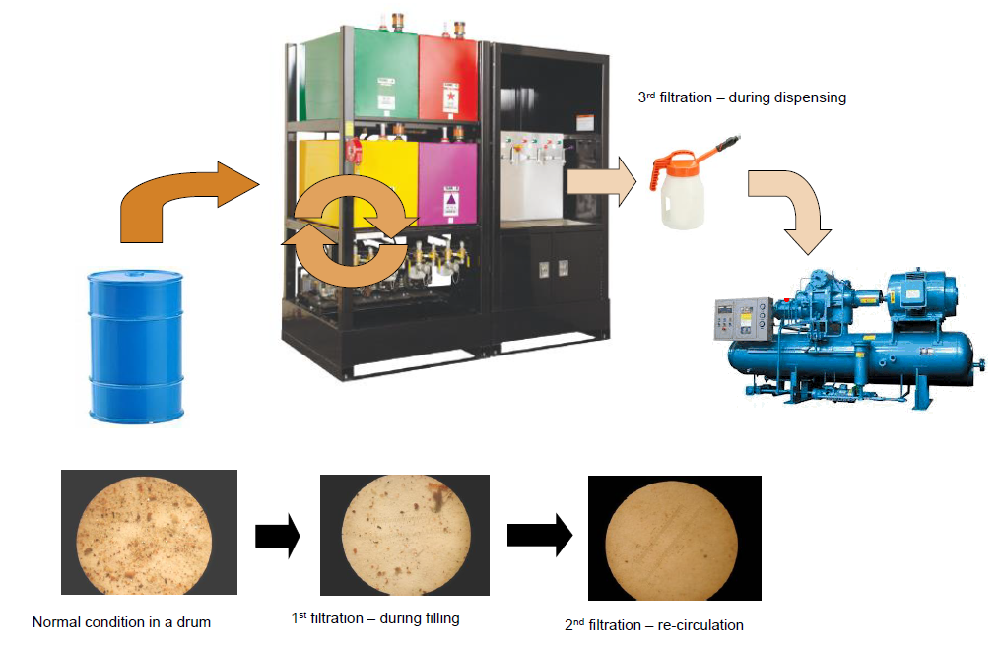 3rd filtration – during dispensing
Normal condition in a drum
1st filtration – during filling
2nd filtration – re-circulation